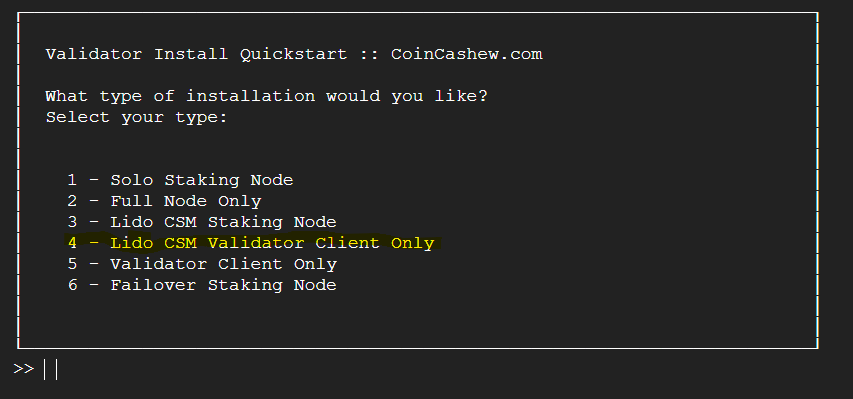 Validator Install Quickstart :: CoinCashew.com
What type of installation would you like?
Select your type:
1 - Solo Staking Node
2 - Full Node Only
3 - Lido CSM Staking Node
4 - Lido CSM Validator Client Only
5 - Validator Client Only
6 - Failover Staking Node
>>